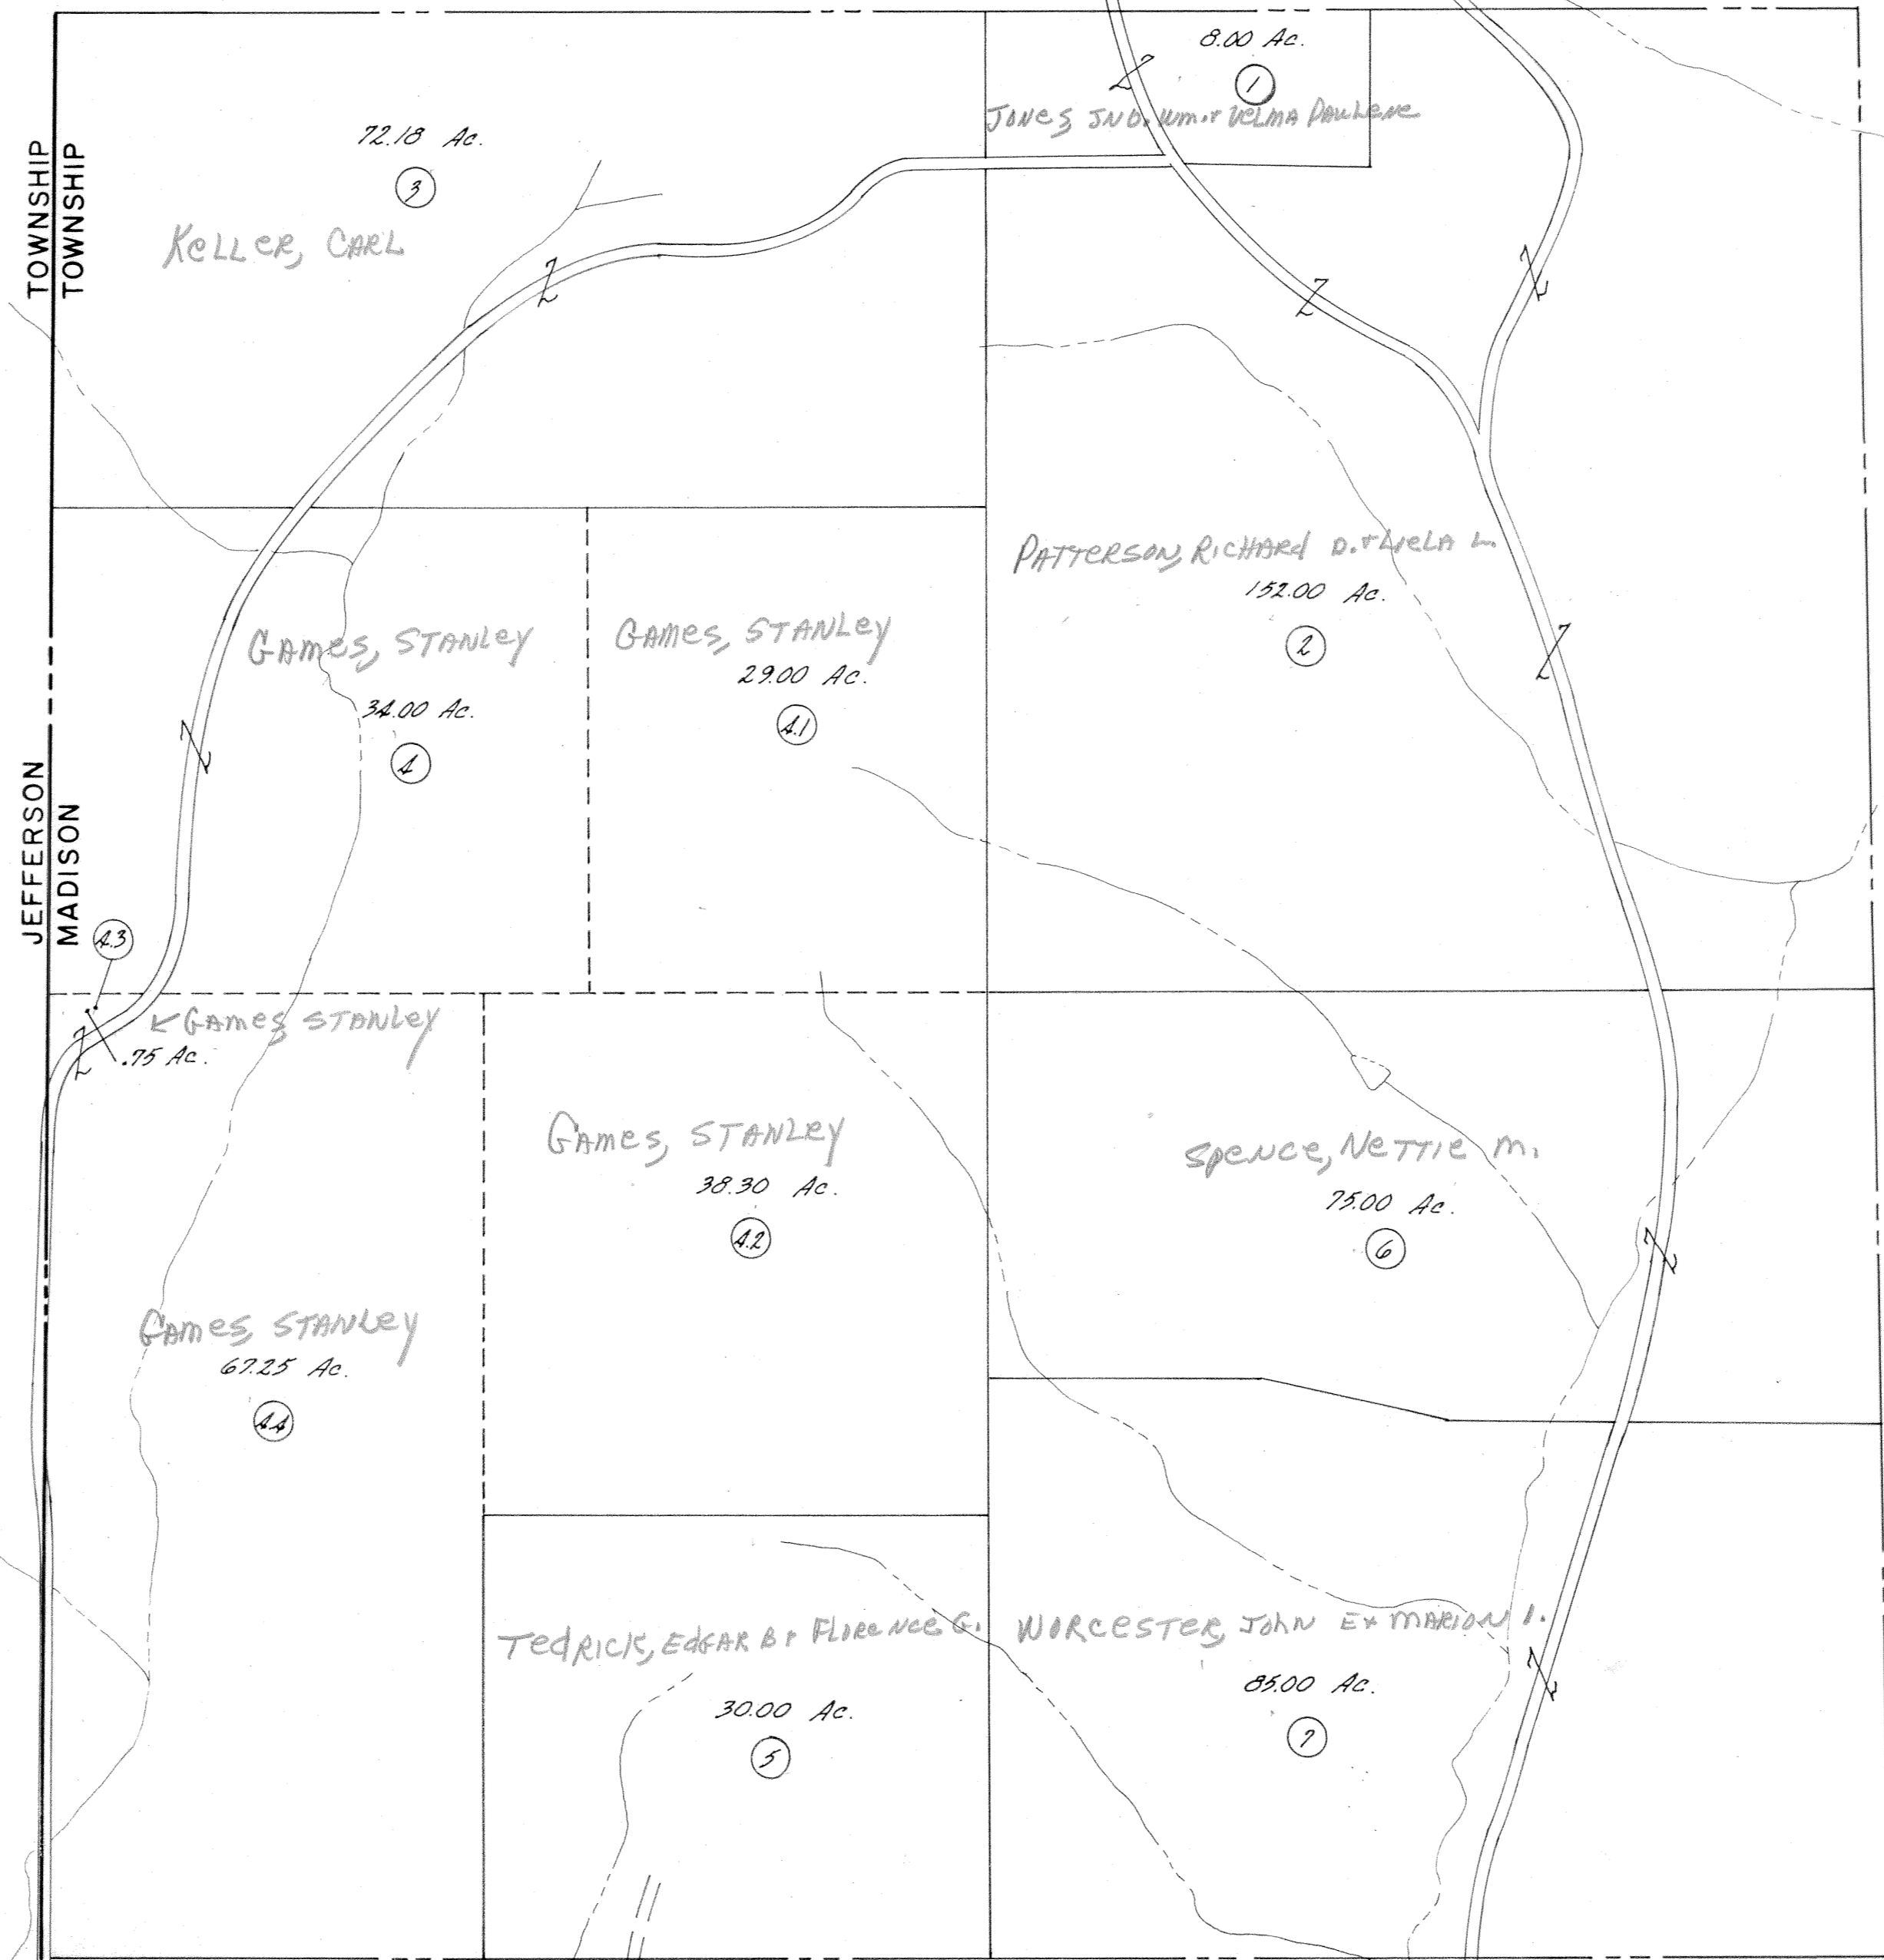 8.00 Ac.
1
JONES, JNO. Wm. + VELMA PAULENE
72.18 Ac.
3
KELLER, CARL
TOWNSHIP
TOWNSHIP
PATTERSON, RICHARD D. +
L.
152.00 Ac.
2
GAMES, STANLEY
34.00 Ac.
4
GAMES, STANLEY
29.00 Ac.
4.1
JEFFERSON
MADISON
4.3
GAMES, STANLEY
.75 Ac.
GAMES, STANLEY
38.30 Ac.
4.2
SPENCE, NETTIE M.
75.00 Ac.
6
GAMES, STANLEY
67.25 Ac.
4.4
TEDRICK, EDGAR B + FLORENCE G.
30.00 Ac.
5
WORCESTER, JOHN E + MARION I.
85.00 Ac.
7